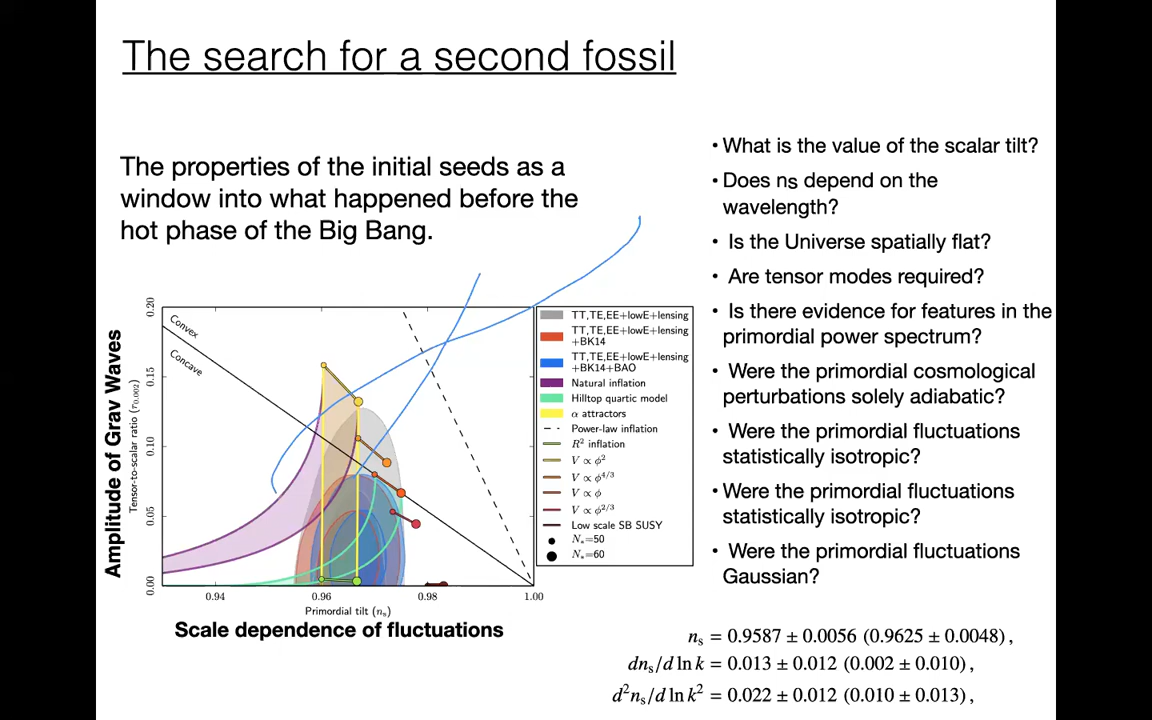 The search for a second fossil
The properties of the initial seeds as a
window into what happened before the
hot phase of the Big Bang.
• What is the value of the scalar tilt?
• Does ns depend on the
wavelength?
• Is the Universe spatially flat?
• Are tensor modes required?
• Is there evidence for features in the
primordial power spectrum?
• Were the primordial cosmological
perturbations solely adiabatic?
• Were the primordial fluctuations
statistically isotropic?
• Were the primordial fluctuations
statistically isotropic?
• Were the primordial fluctuations
Gaussian?
Amplitude of Grav Waves
Tensor-to-scalar ratio (r0.002)
0.20
0.15
0.10
0.05
0.00
Convex
Concave
0.94
0.96
0.98
1.00
Primordial tilt (ns)
Scale dependence of fluctuations
TT,TE,EE+lowE+lensing
TT,TE,EE+lowE+lensing
+BK14
TT,TE,EE+lowE+lensing
+BK14+BAO
Natural inflation
Hilltop quartic model
α attractors
Power-law inflation
R² inflation
V ∝ ϕ²
V ∝ ϕ^4/3
V ∝ ϕ
V ∝ ϕ^2/3
Low scale SB SUSY
N*=50
N*=60
ns = 0.9587 ± 0.0056 (0.9625 ± 0.0048) ,
dns/d ln k = 0.013 ± 0.012 (0.002 ± 0.010) ,
d²ns/d ln k² = 0.022 ± 0.012 (0.010 ± 0.013) ,